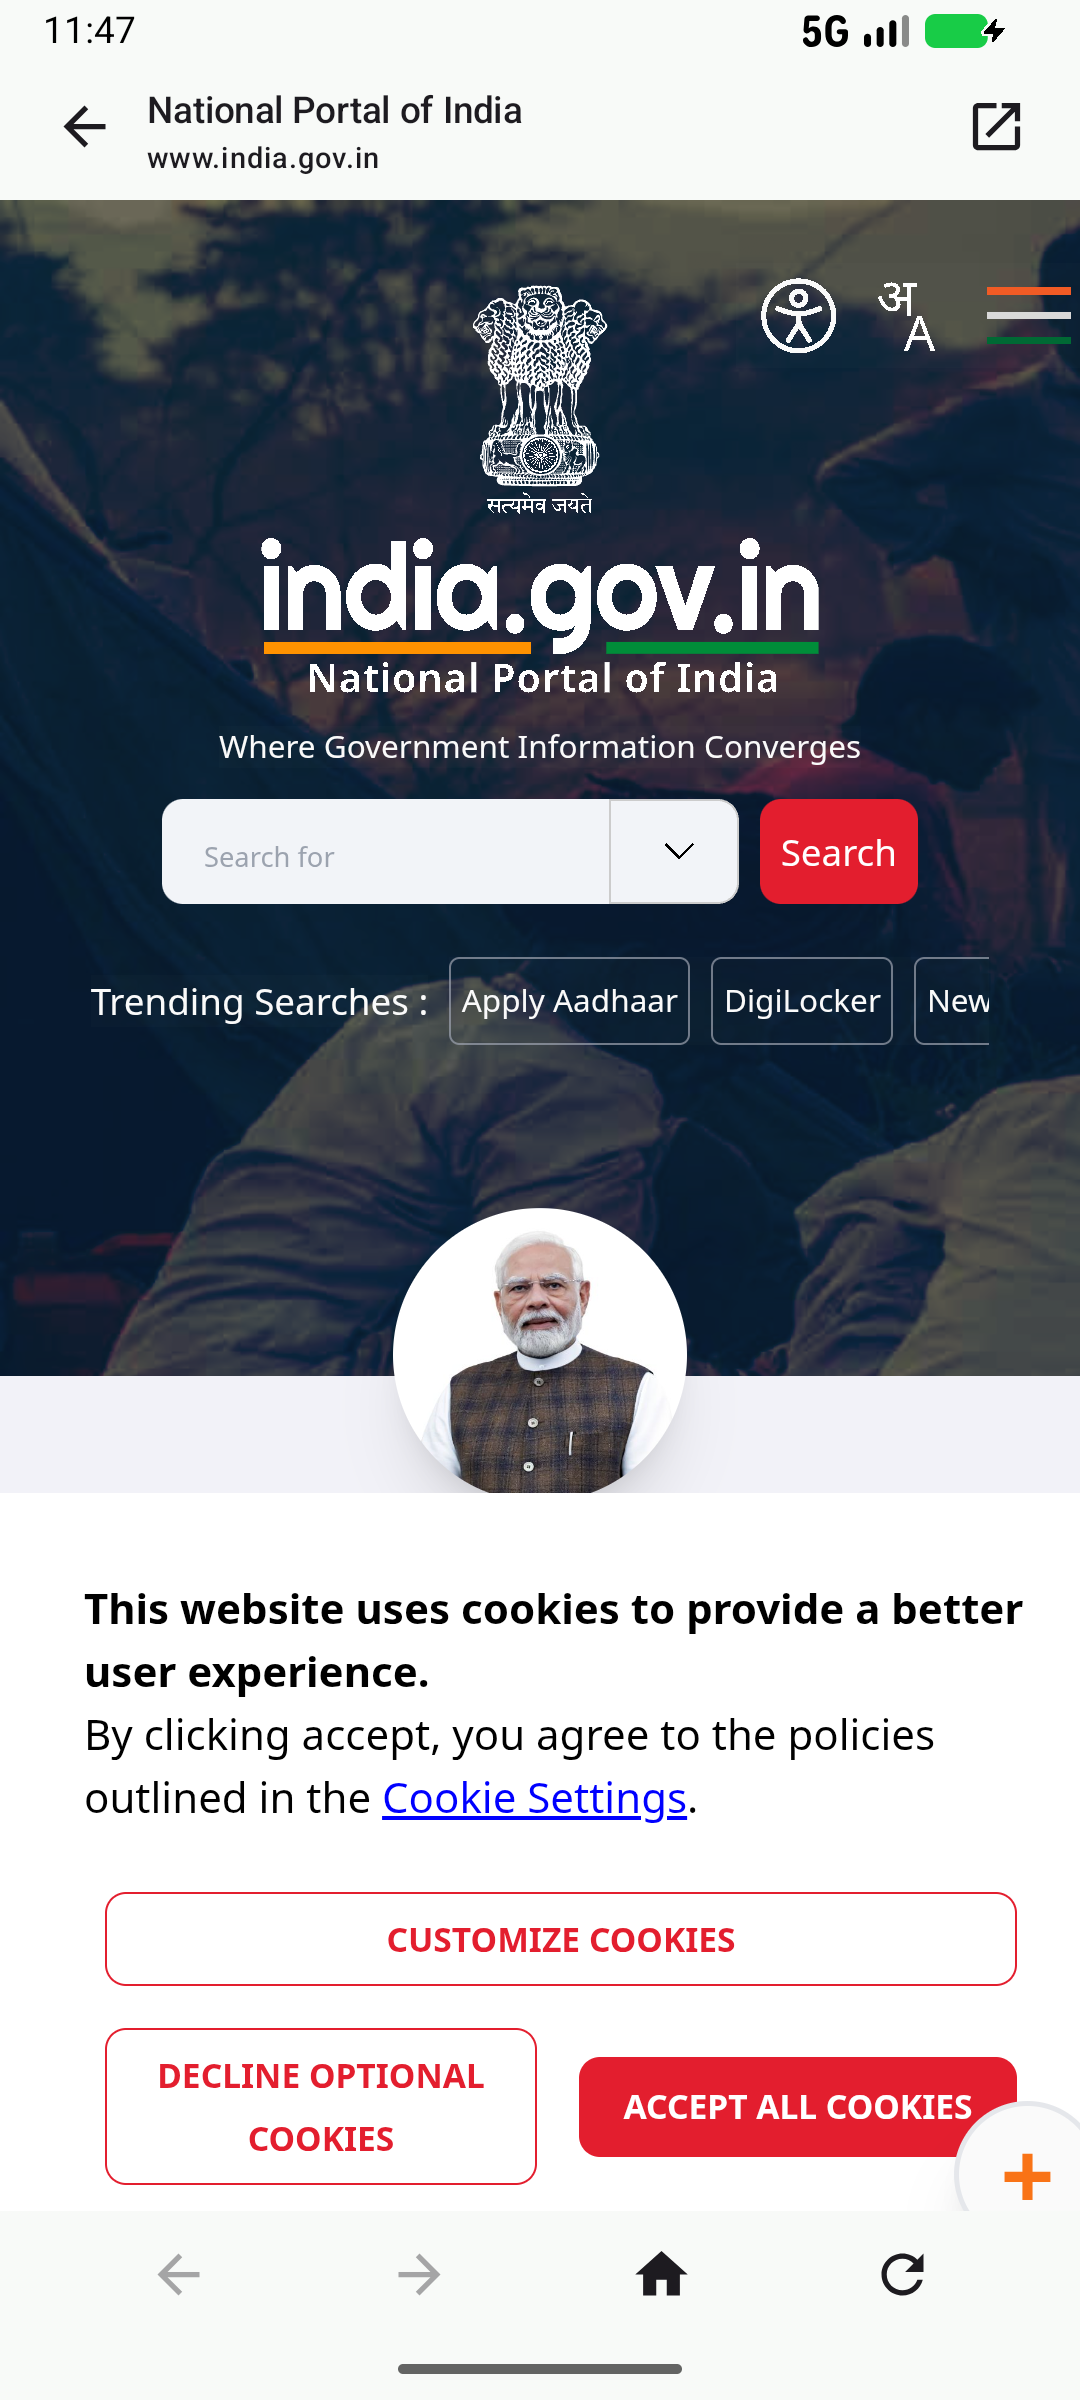 11:47
5G
National Portal of India
www.india.gov.in
अ
A
सत्यमेव जयते
india.gov.in
National Portal of India
Where Government Information Converges
Search for
Search
Trending Searches :
Apply Aadhaar
DigiLocker
New
This website uses cookies to provide a better
user experience.
By clicking accept, you agree to the policies
outlined in the Cookie Settings.
CUSTOMIZE COOKIES
DECLINE OPTIONAL
COOKIES
ACCEPT ALL COOKIES